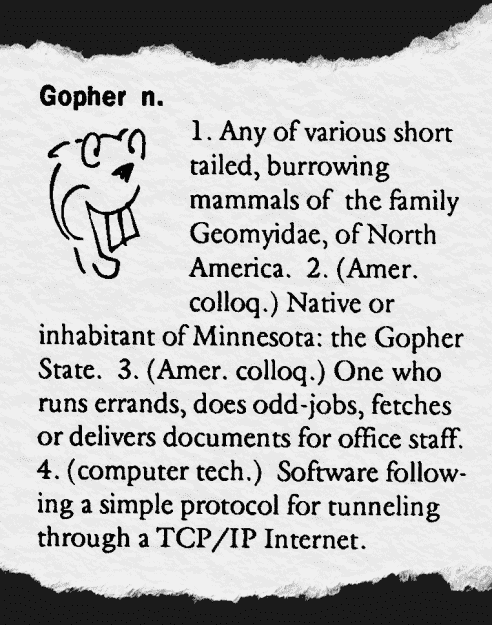 Gopher n.
1. Any of various short
tailed, burrowing
mammals of the family
Geomyidae, of North
America. 2. (Amer.
colloq.) Native or
inhabitant of Minnesota: the Gopher
State. 3. (Amer. colloq.) One who
runs errands, does odd-jobs, fetches
or delivers documents for office staff.
4. (computer tech.) Software follow-
ing a simple protocol for tunneling
through a TCP/IP Internet.